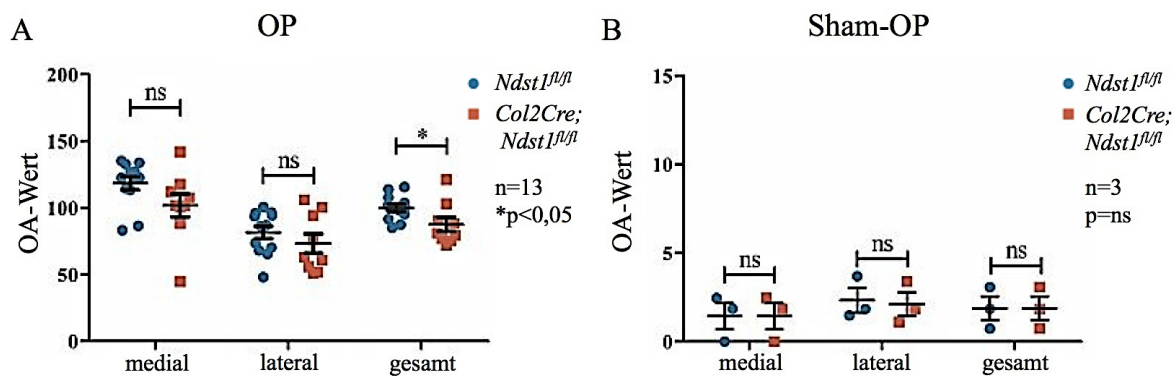 A
OP
200
150
100
50
0
OA-Wert
ns
ns
*
medial
lateral
gesamt
Ndst1fl/fl
Col2Cre;
Ndst1fl/fl
n=13
*p<0,05
B
Sham-OP
15
10
5
0
OA-Wert
ns
ns
ns
medial
lateral
gesamt
Ndst1fl/fl
Col2Cre;
Ndst1fl/fl
n=3
p=ns